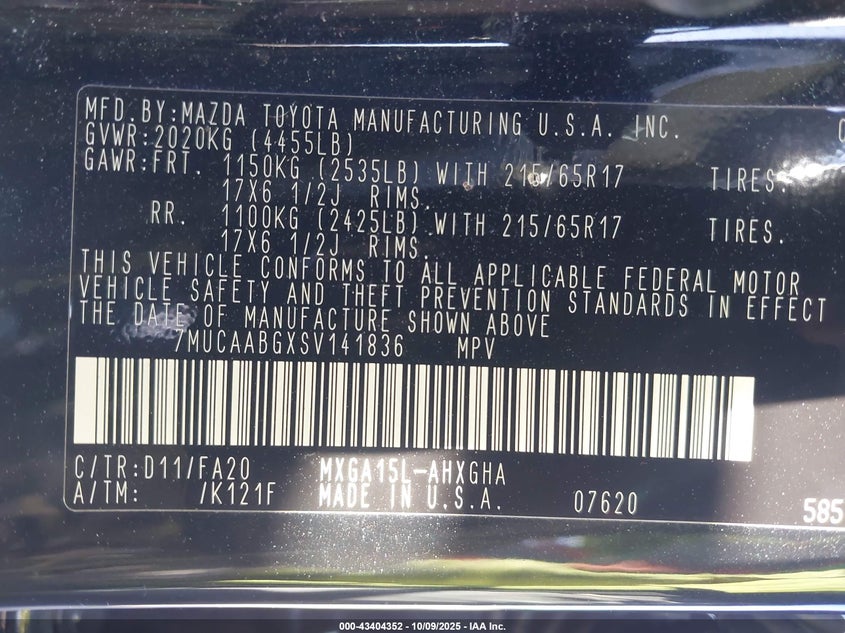 MFD.BY:MAZDA TOYOTA MANUFACTURING U.S.A. INC.
GVWR:2020KG (4455LB)
GAWR:FRT. 1150KG (2535LB) WITH 215/65R17 TIRES.
17X6 1/2J RIMS.
RR. 1100KG (2425LB) WITH 215/65R17 TIRES.
17X6 1/2J RIMS.
THIS VEHICLE CONFORMS TO ALL APPLICABLE FEDERAL MOTOR
VEHICLE SAFETY AND THEFT PREVENTION STANDARDS IN EFFECT
THE DATE OF MANUFACTURE SHOWN ABOVE
7MUCAABGXSV141836 MPV
C/TR:D11/FA20 MXGA15L-AHXGHA
A/TM: /K121F MADE IN U.S.A. 07620 585
000-43404352 - 10/09/2025 - IAA Inc.